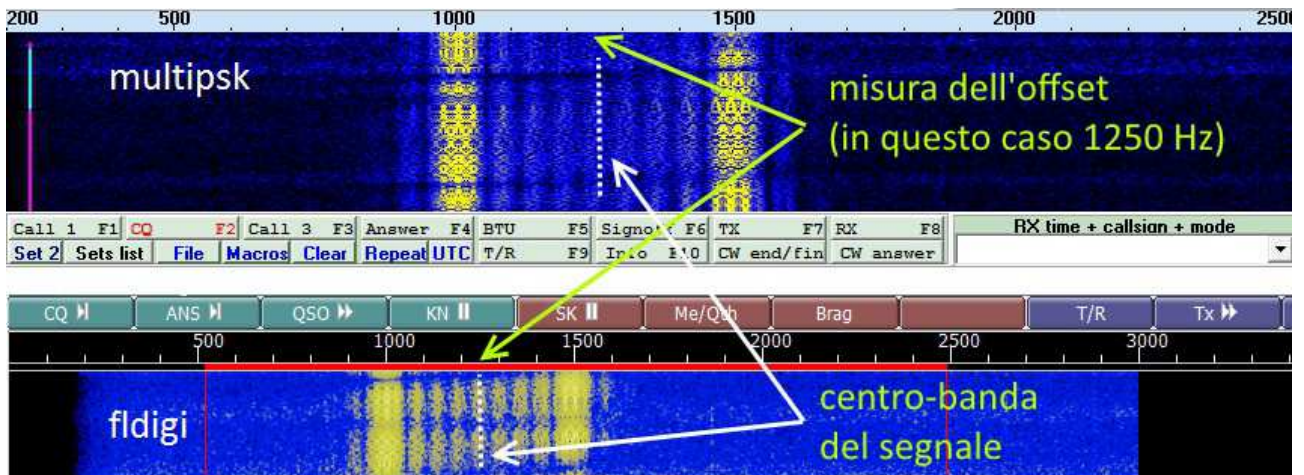 200 500 1000 1500 2000 2500
multipsk
misura dell'offset
(in questo caso 1250 Hz)
Call 1 F1 CQ F2 Call 3 F3 Answer F4 BTU F5 F6 TX F7 RX F8 RX time + callsign + mode
Set 2 Sets list File Macros Clear Repeat UTC T/R F9 Info F10 CW end/fin CW answer
CQ ANS QSO KN SK Me/Qth Brag T/R Tx
500 1000 1500 2000 2500 3000
fldigi
centro-banda
del segnale